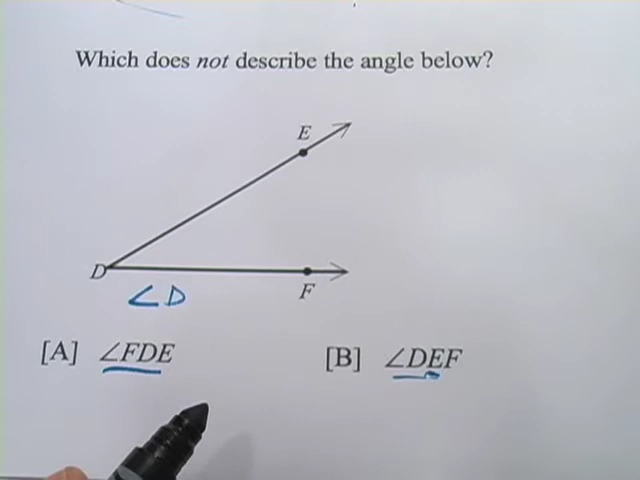 Which does not describe the angle below?
E
D
F
∠D
[A] ∠FDE [B] ∠DEF